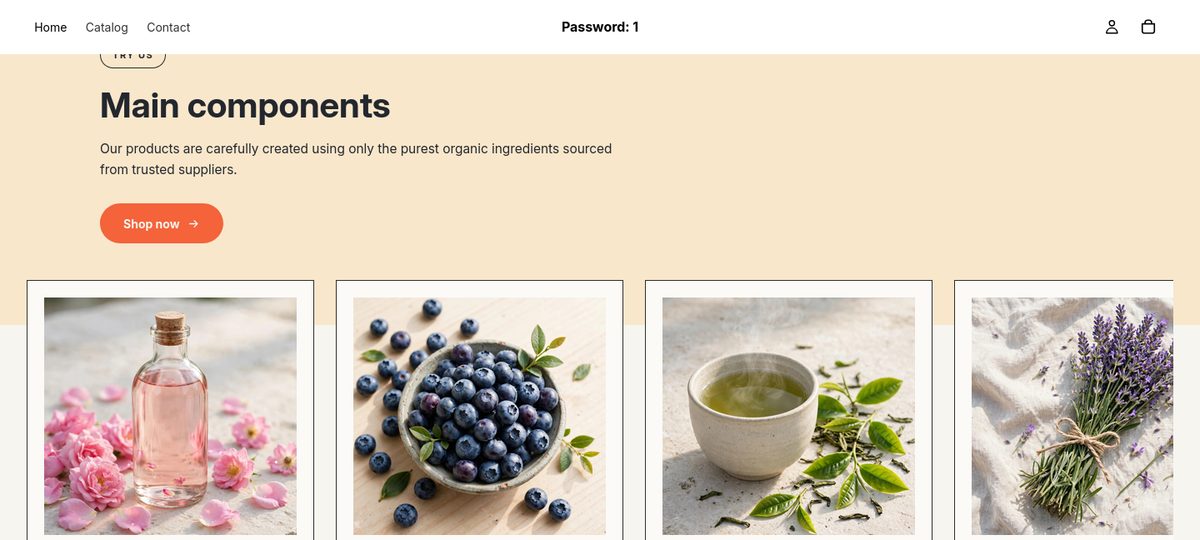 Home Catalog Contact Password: 1
TRY US
Main components
Our products are carefully created using only the purest organic ingredients sourced
from trusted suppliers.
Shop now →